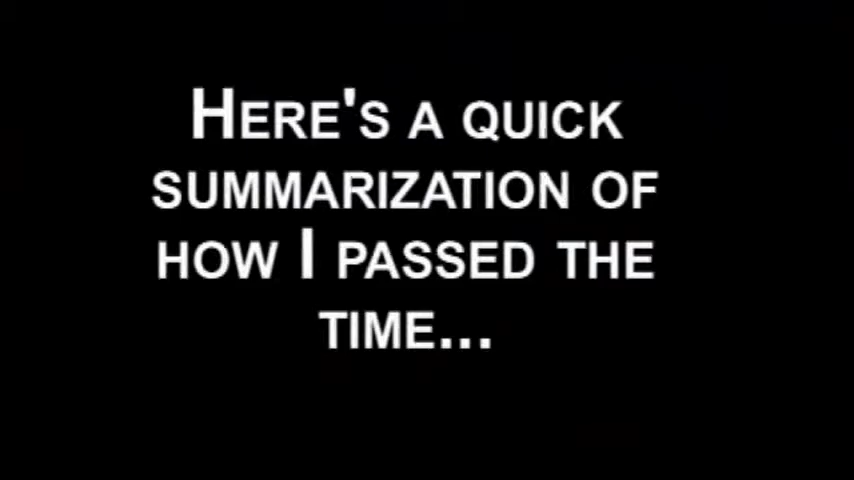 Here's a quick
summarization of
how I passed the
time...